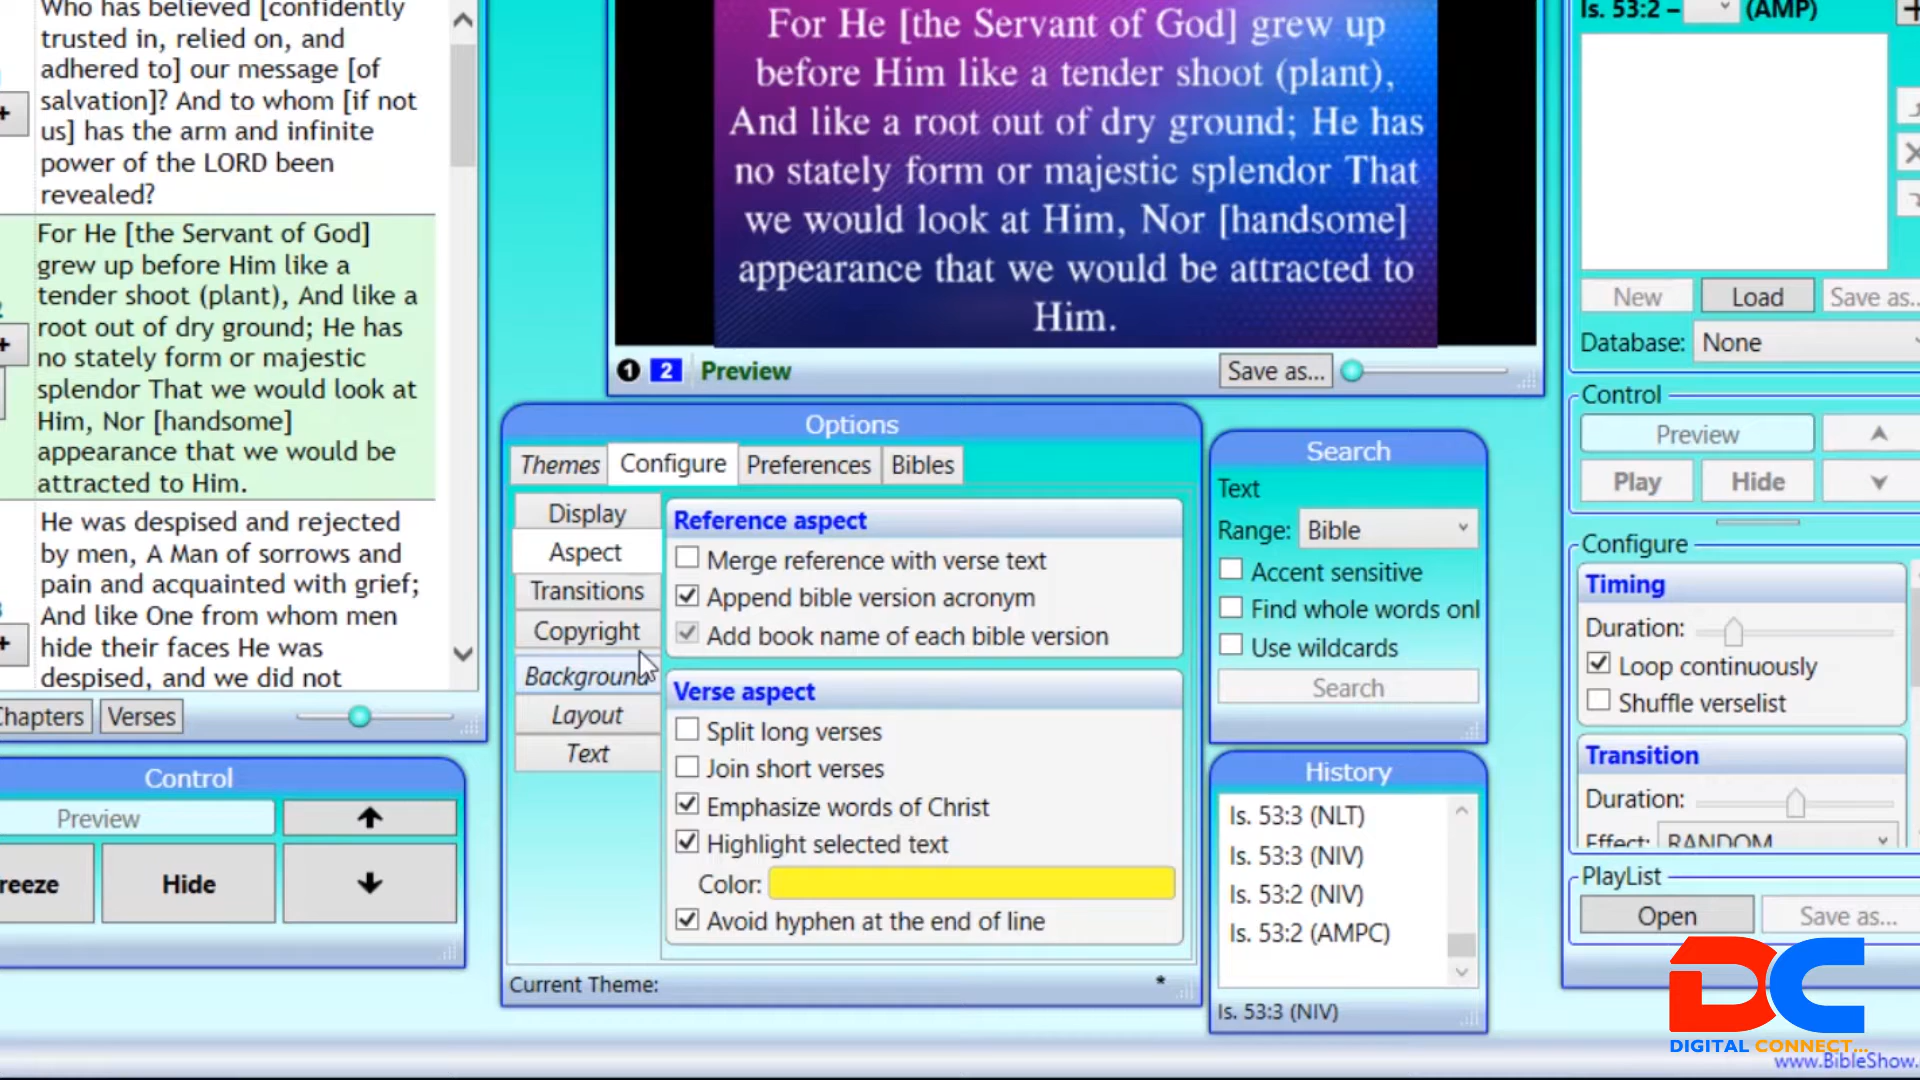 Who has believed [confidently
trusted in, relied on, and
adhered to] our message [of
salvation]? And to whom [if not
us] has the arm and infinite
power of the LORD been
revealed?
For He [the Servant of God]
grew up before Him like a
tender shoot (plant), And like a
root out of dry ground; He has
no stately form or majestic
splendor That we would look at
Him, Nor [handsome]
appearance that we would be
attracted to Him.
He was despised and rejected
by men, A Man of sorrows and
pain and acquainted with grief;
And like One from whom men
hide their faces He was
despised, and we did not
Chapters
Verses
Control
Preview
reeze
Hide
For He [the Servant of God] grew up
before Him like a tender shoot (plant),
And like a root out of dry ground; He has
no stately form or majestic splendor That
we would look at Him, Nor [handsome]
appearance that we would be attracted to
Him.
1 2 Preview
Save as...
Options
Themes Configure Preferences Bibles
Display
Aspect
Transitions
Copyright
Background
Layout
Text
Reference aspect
Merge reference with verse text
Append bible version acronym
Add book name of each bible version
Verse aspect
Split long verses
Join short verses
Emphasize words of Christ
Highlight selected text
Color:
Avoid hyphen at the end of line
Current Theme: *
Search
Text
Range: Bible
Accent sensitive
Find whole words onl
Use wildcards
Search
History
Is. 53:3 (NLT)
Is. 53:3 (NIV)
Is. 53:2 (NIV)
Is. 53:2 (AMPC)
Is. 53:3 (NIV)
Is. 53:2 – (AMP)
New Load Save as...
Database: None
Control
Preview
Play Hide
Configure
Timing
Duration:
Loop continuously
Shuffle verselist
Transition
Duration:
Effect: RANDOM
PlayList
Open Save as...
DC
DIGITAL CONNECT...
www.BibleShow.